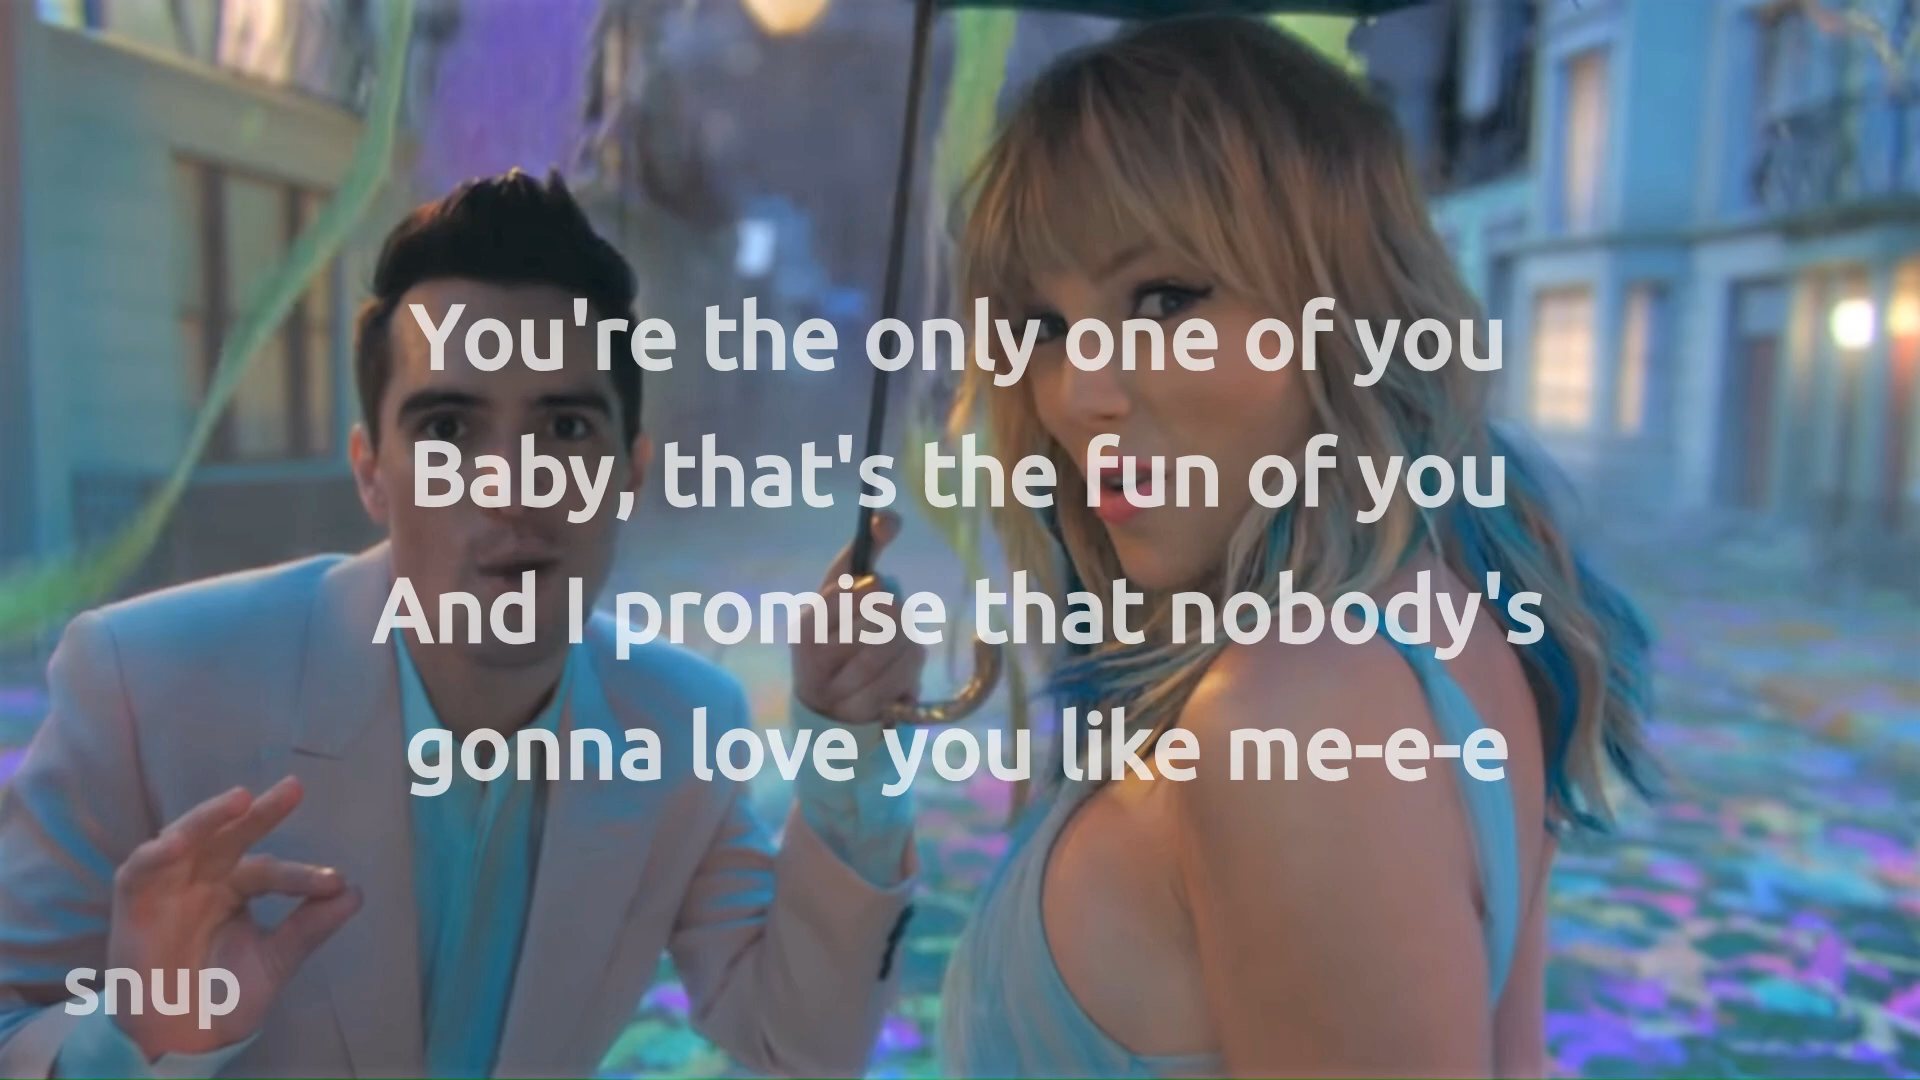 You're the only one of you
Baby, that's the fun of you
And I promise that nobody's
gonna love you like me-e-e
snup